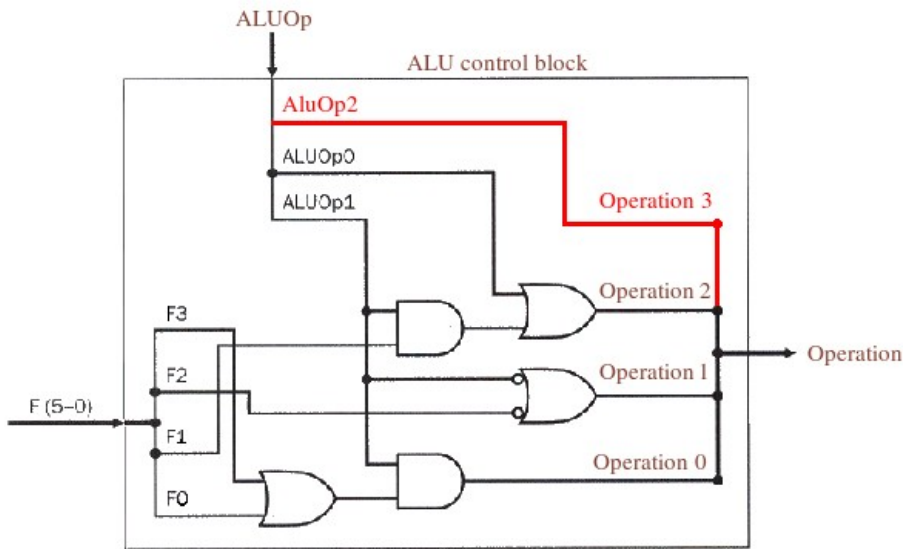 ALUOp
ALU control block
AluOp2
ALUOp0
ALUOp1
Operation 3
Operation 2
F3
Operation
F2
Operation 1
F (5–0)
F1
Operation 0
F0